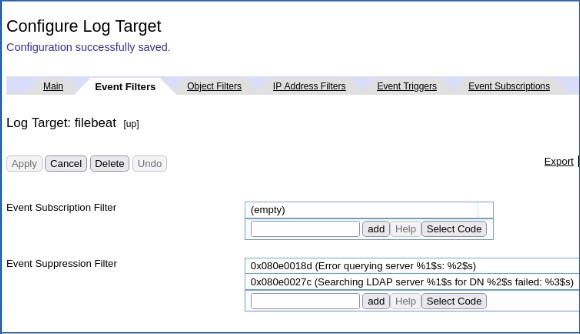 Configure Log Target
Configuration successfully saved.
Main Event Filters Object Filters IP Address Filters Event Triggers Event Subscriptions
Log Target: filebeat [up]
Apply Cancel Delete Undo
Export
Event Subscription Filter
(empty)
add Help Select Code
Event Suppression Filter
0x080e0018d (Error querying server %1$s: %2$s)
0x080e0027c (Searching LDAP server %1$s for DN %2$s failed: %3$s)
add Help Select Code